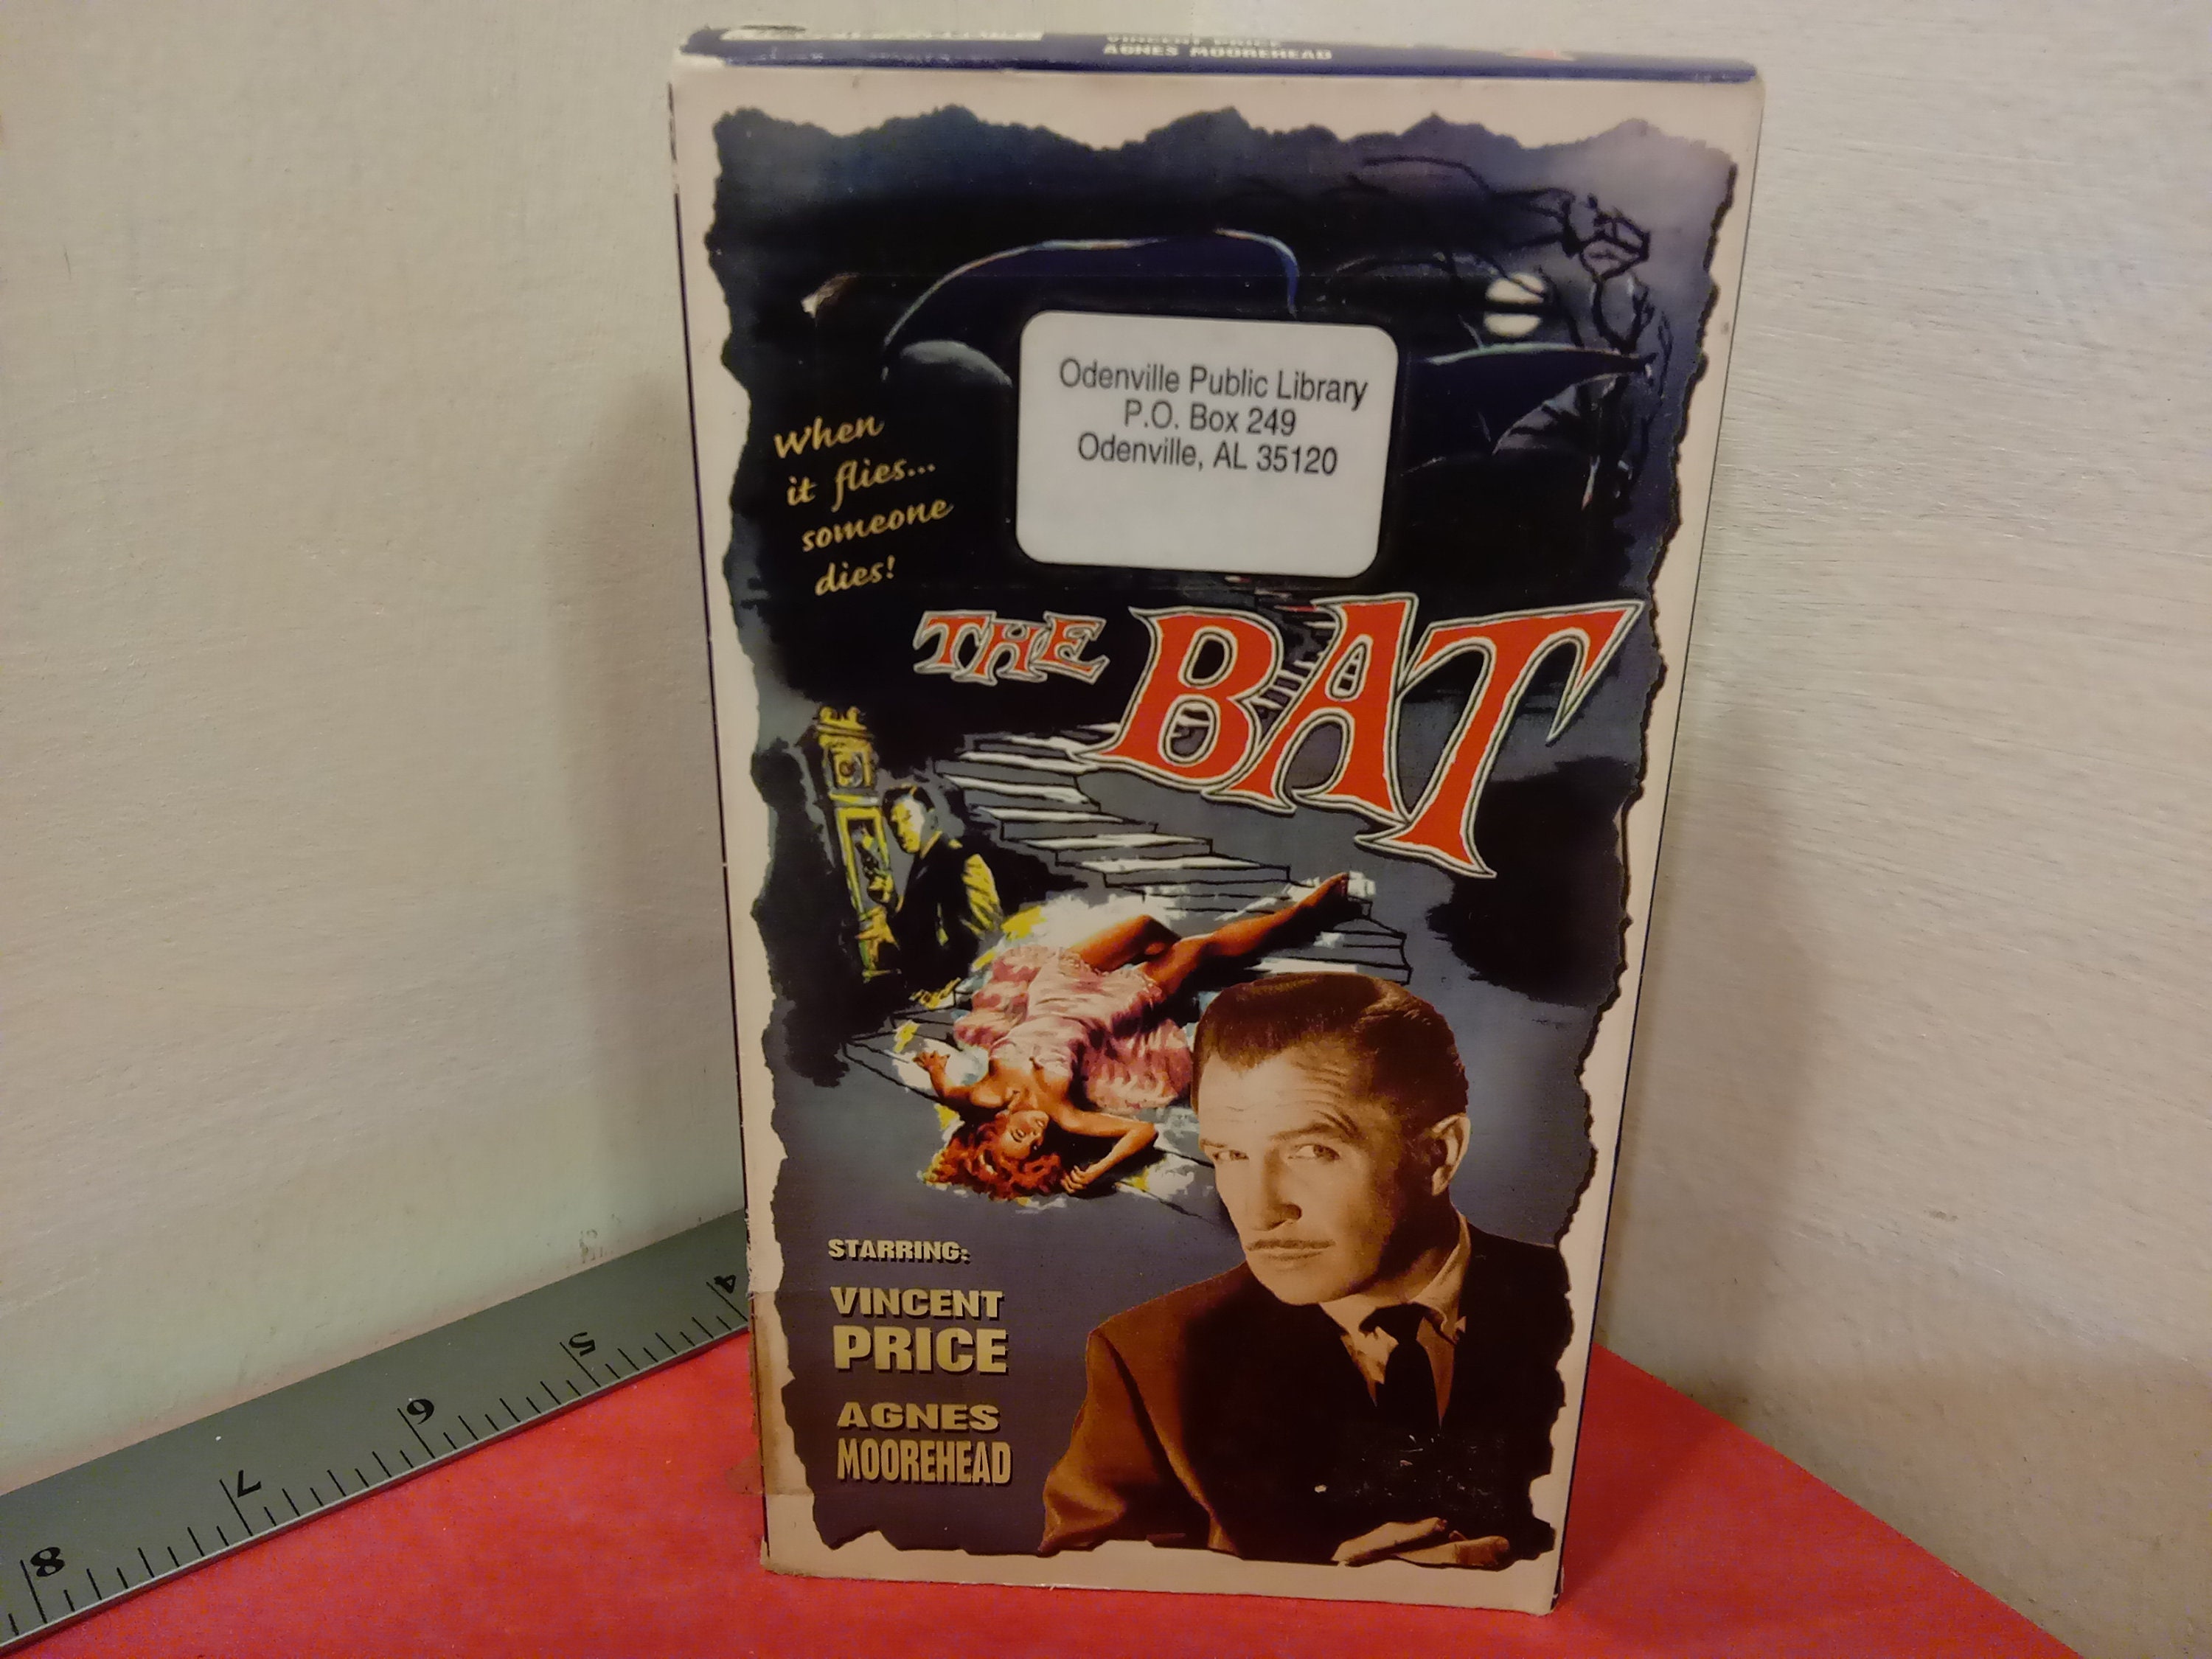 VINCENT PRICE
AGNES MOOREHEAD
Odenville Public Library
P.O. Box 249
Odenville, AL 35120
When
it flies...
someone
dies!
THE BAT
STARRING:
VINCENT
PRICE
AGNES
MOOREHEAD
4
5
6
7
8